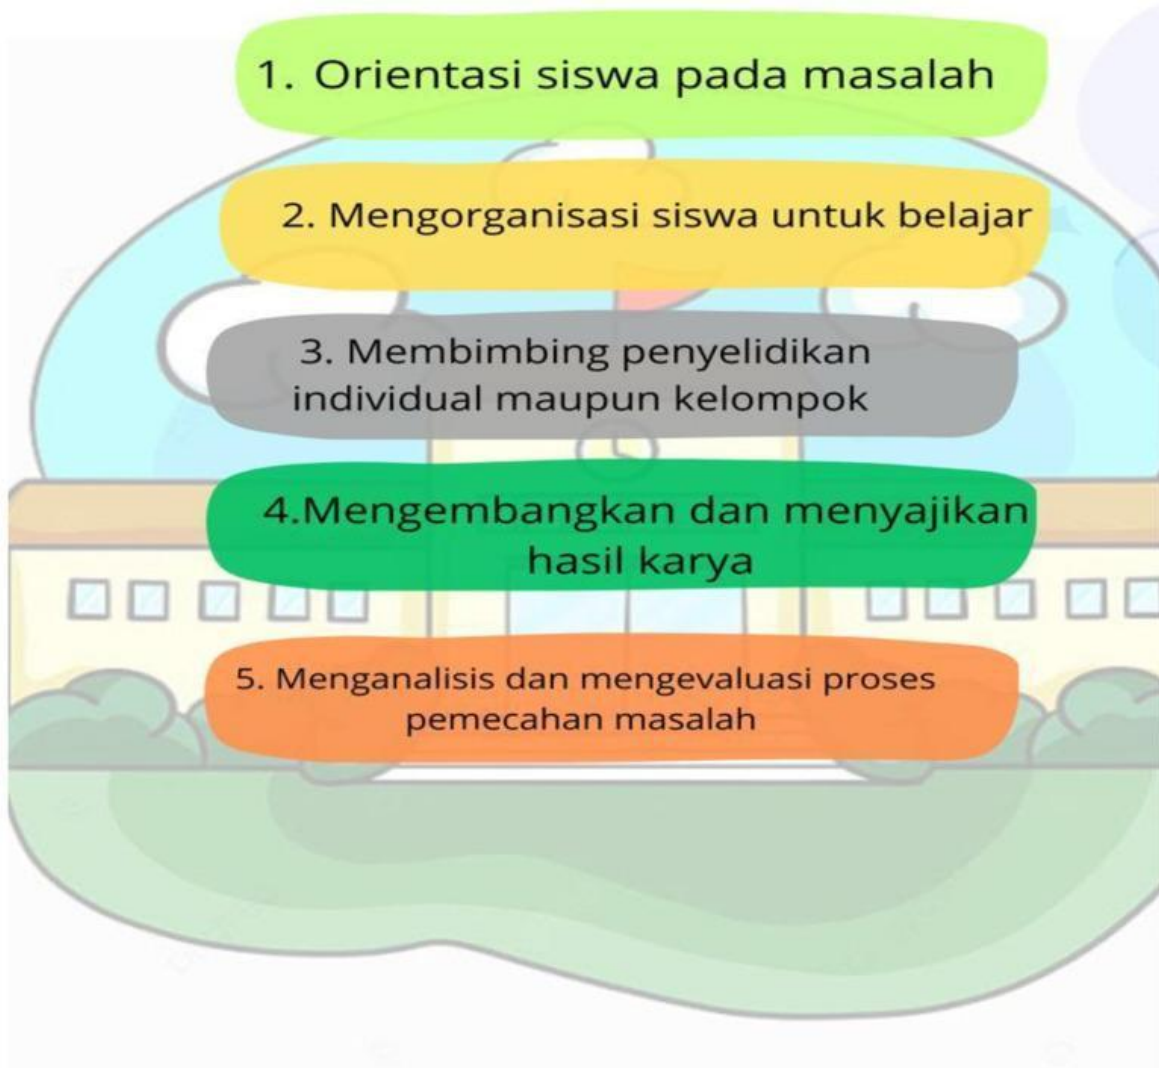 1. Orientasi siswa pada masalah
2. Mengorganisasi siswa untuk belajar
3. Membimbing penyelidikan
individual maupun kelompok
4.Mengembangkan dan menyajikan
hasil karya
5. Menganalisis dan mengevaluasi proses
pemecahan masalah